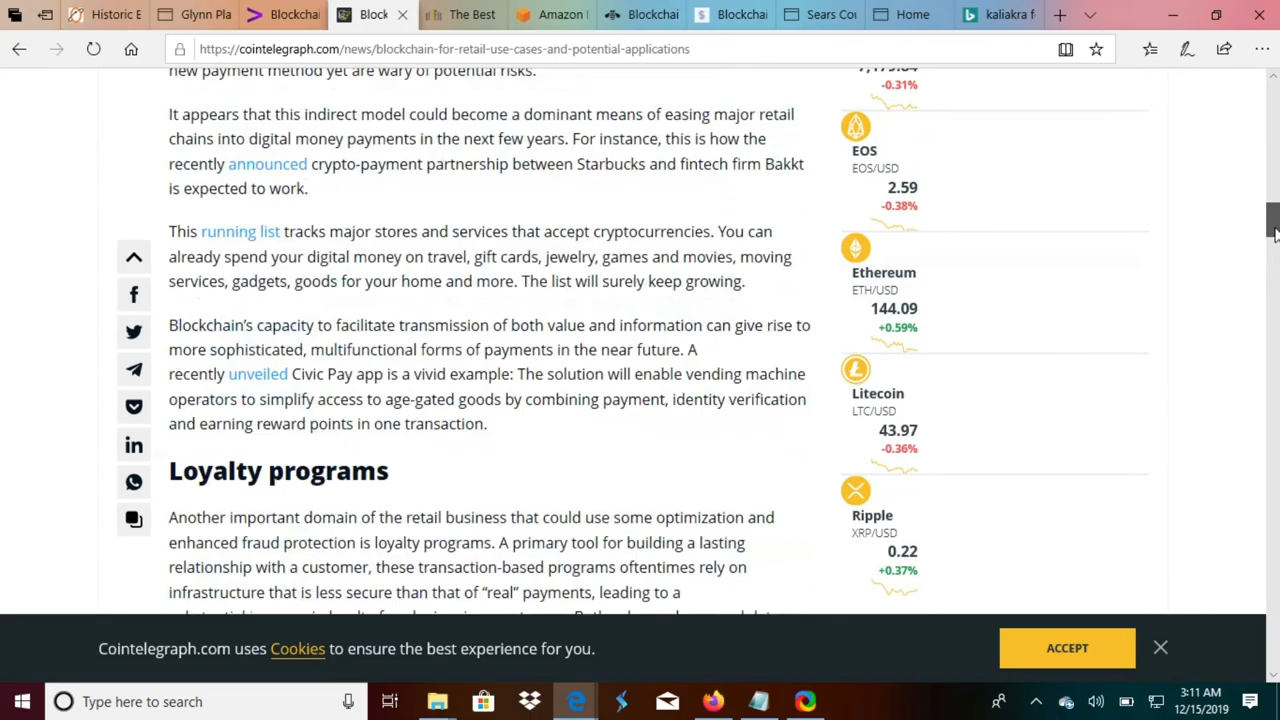 Historic E
Glynn Pla
Blockchai
Block
The Best
Amazon
Blockchai
Blockchai
Sears Cou
Home
kaliakra f
https://cointelegraph.com/news/blockchain-for-retail-use-cases-and-potential-applications
new payment method yet are wary of potential risks.
It appears that this indirect model could become a dominant means of easing major retail
chains into digital money payments in the next few years. For instance, this is how the
recently announced crypto-payment partnership between Starbucks and fintech firm Bakkt
is expected to work.
This running list tracks major stores and services that accept cryptocurrencies. You can
already spend your digital money on travel, gift cards, jewelry, games and movies, moving
services, gadgets, goods for your home and more. The list will surely keep growing.
Blockchain’s capacity to facilitate transmission of both value and information can give rise to
more sophisticated, multifunctional forms of payments in the near future. A
recently unveiled Civic Pay app is a vivid example: The solution will enable vending machine
operators to simplify access to age-gated goods by combining payment, identity verification
and earning reward points in one transaction.
Loyalty programs
Another important domain of the retail business that could use some optimization and
enhanced fraud protection is loyalty programs. A primary tool for building a lasting
relationship with a customer, these transaction-based programs oftentimes rely on
infrastructure that is less secure than that of “real” payments, leading to a
-0.31%
EOS
EOS/USD
2.59
-0.38%
Ethereum
ETH/USD
144.09
+0.59%
Litecoin
LTC/USD
43.97
-0.36%
Ripple
XRP/USD
0.22
+0.37%
Cointelegraph.com uses Cookies to ensure the best experience for you.
ACCEPT
Type here to search
3:11 AM
12/15/2019